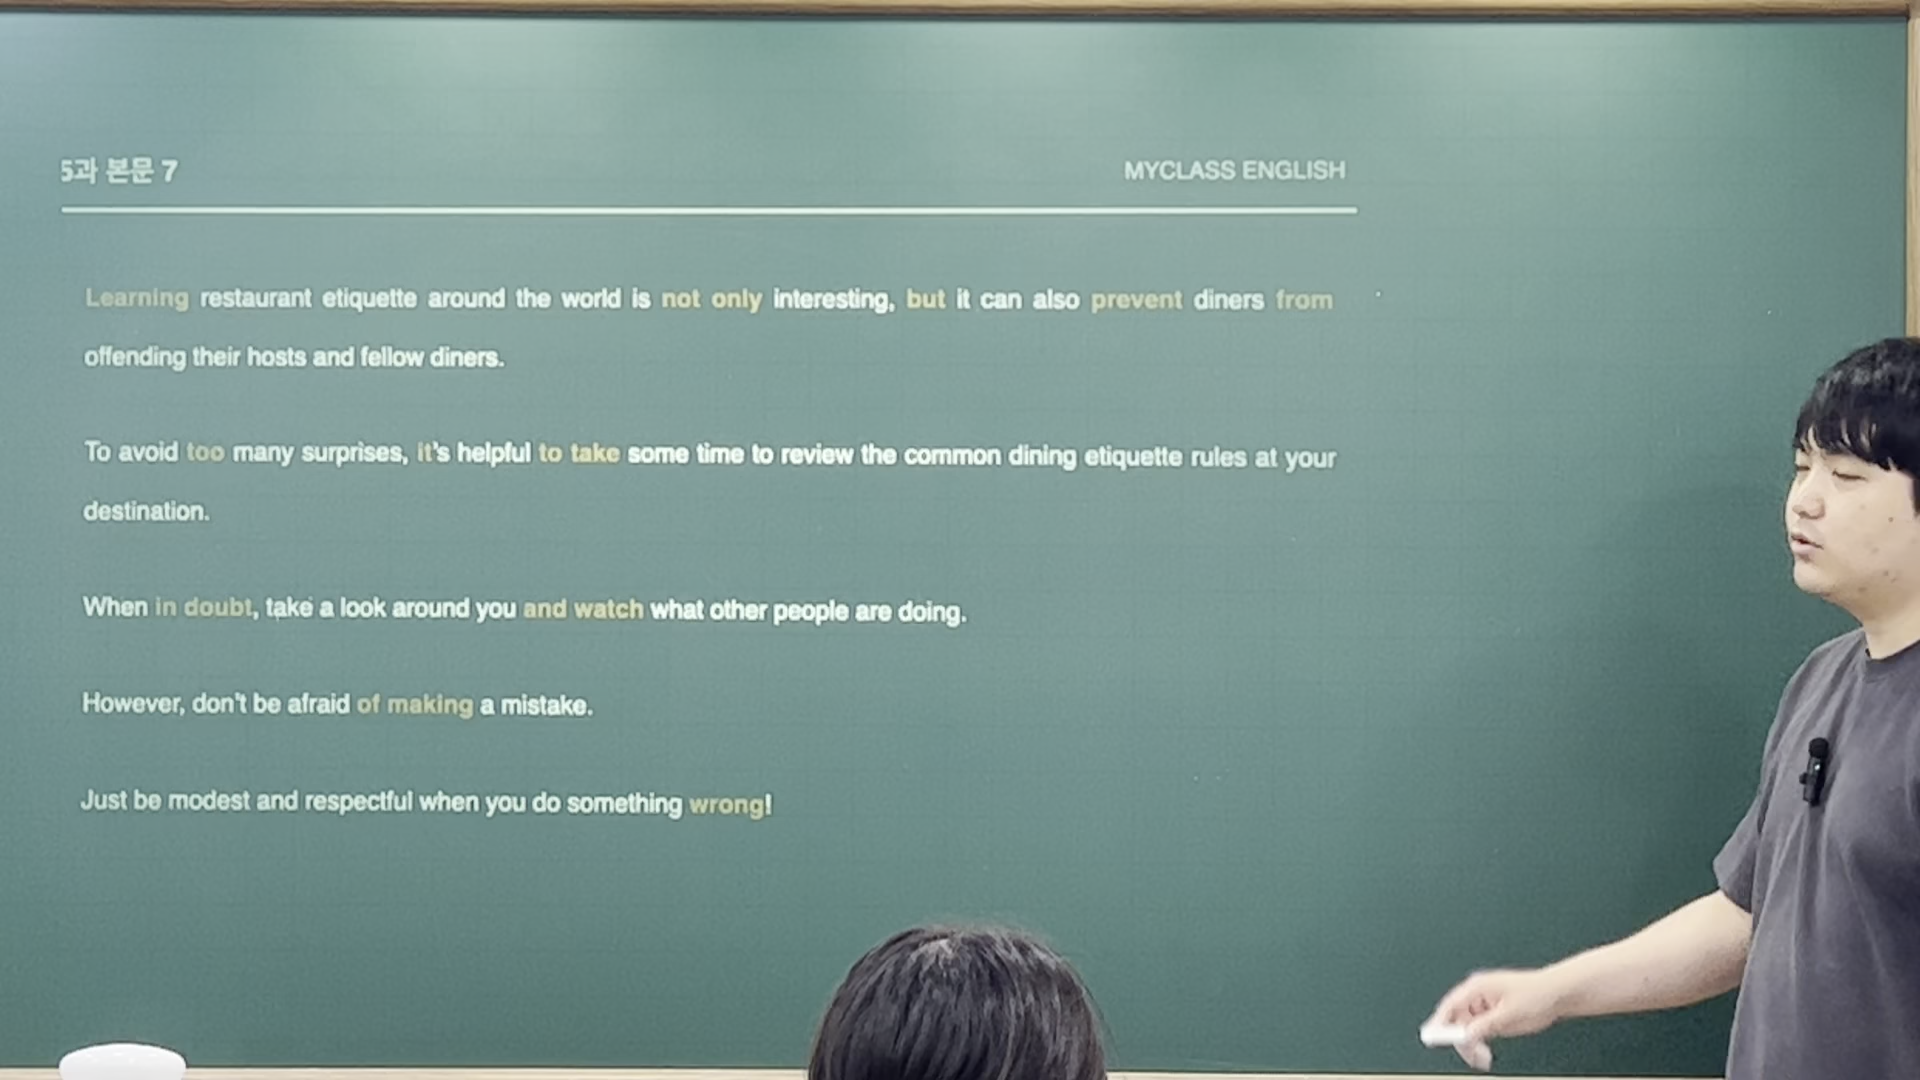 5과 본문 7
MYCLASS ENGLISH
Learning restaurant etiquette around the world is not only interesting, but it can also prevent diners from
offending their hosts and fellow diners.
To avoid too many surprises, it's helpful to take some time to review the common dining etiquette rules at your
destination.
When in doubt, take a look around you and watch what other people are doing.
However, don't be afraid of making a mistake.
Just be modest and respectful when you do something wrong!